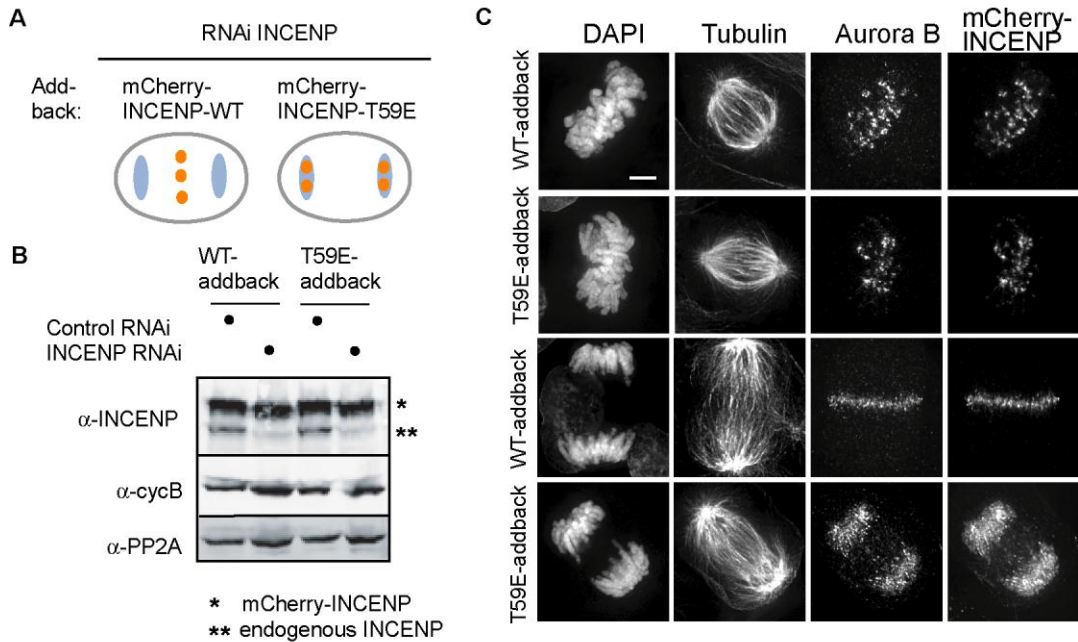 A
RNAi INCENP
Add-
back:
mCherry-
INCENP-WT
mCherry-
INCENP-T59E
B
WT-
addback
T59E-
addback
Control RNAi
INCENP RNAi
α-INCENP
*
**
α-cycB
α-PP2A
* mCherry-INCENP
** endogenous INCENP
C
DAPI
Tubulin
Aurora B
mCherry-
INCENP
WT-addback
T59E-addback
WT-addback
T59E-addback